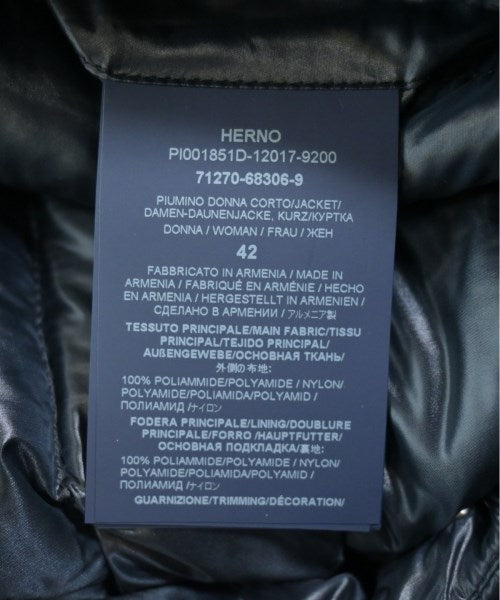 HERNO
PI001851D-12017-9200
71270-68306-9
PIUMINO DONNA CORTO/JACKET/
DAMEN-DAUNENJACKE, KURZ/КУРТКА
DONNA / WOMAN / FRAU / ЖЕН
42
FABBRICATO IN ARMENIA / MADE IN
ARMENIA / FABRIQUÉ EN ARMÉNIE / HECHO
EN ARMENIA / HERGESTELLT IN ARMENIEN /
СДЕЛАНО В АРМЕНИИ / アルメニア製
TESSUTO PRINCIPALE/MAIN FABRIC/TISSU
PRINCIPAL/TEJIDO PRINCIPAL/
AUßENGEWEBE/ОСНОВНАЯ ТКАНЬ/
外側の布地:
100% POLIAMMIDE/POLYAMIDE / NYLON/
POLYAMIDE/POLIAMIDA/POLYAMID /
ПОЛИАМИД /ナイロン
FODERA PRINCIPALE/LINING/DOUBLURE
PRINCIPALE/FORRO /HAUPTFUTTER/
ОСНОВНАЯ ПОДКЛАДКА/裏地:
100% POLIAMMIDE/POLYAMIDE / NYLON/
POLYAMIDE/POLIAMIDA/POLYAMID /
ПОЛИАМИД /ナイロン
GUARNIZIONE/TRIMMING/DÉCORATION/